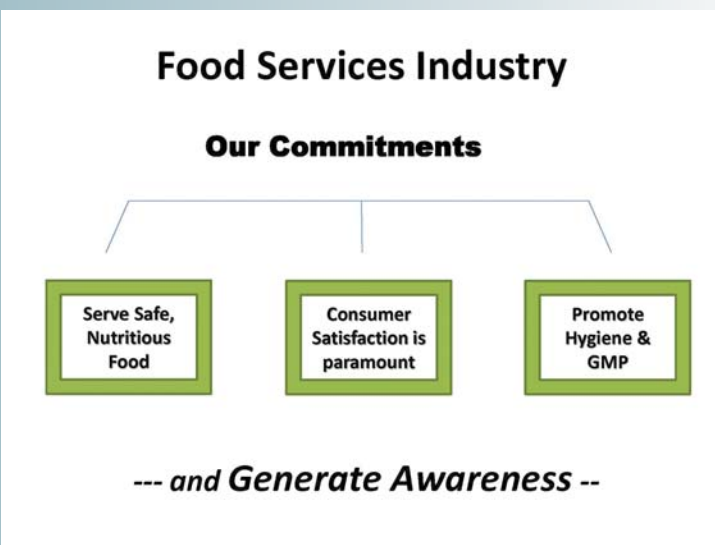 Food Services Industry
Our Commitments
Serve Safe,
Nutritious
Food
Consumer
Satisfaction is
paramount
Promote
Hygiene &
GMP
--- and Generate Awareness --